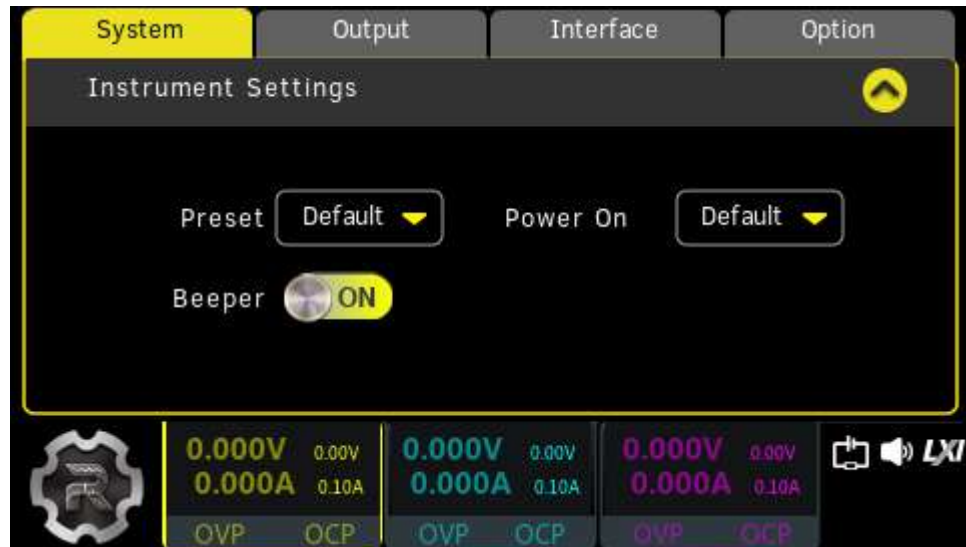 System Output Interface Option
Instrument Settings
Preset Default Power On Default
Beeper ON
0.000V 0.00V 0.000V 0.00V 0.000V 0.00V
0.000A 0.10A 0.000A 0.10A 0.000A 0.10A
OVP OCP OVP OCP OVP OCP
R
LXI